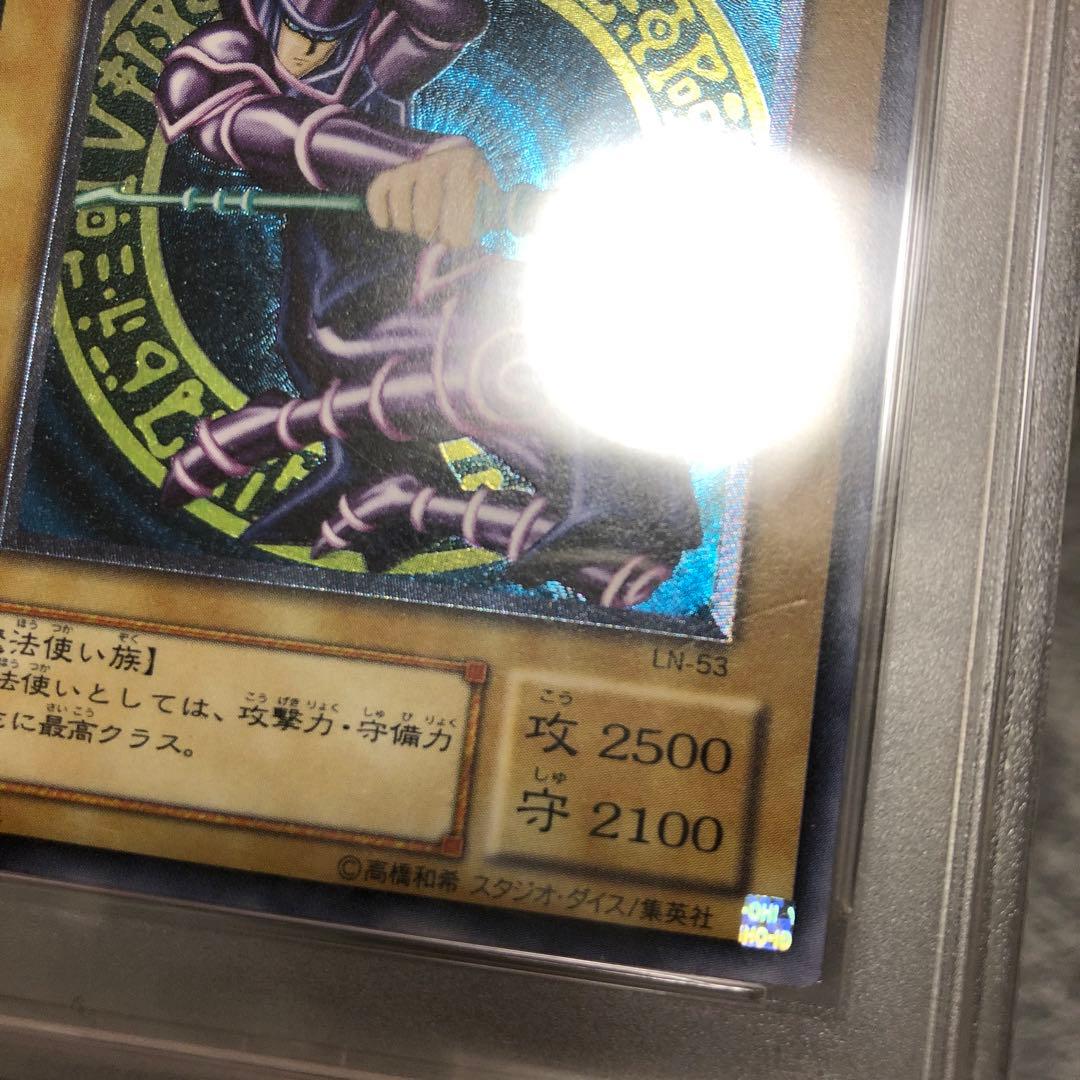 LN-53
法使い族】
法使いとしては、攻撃力・守備力
に最高クラス。
攻 2500
守 2100
©高橋和希 スタジオ・ダイス/集英社